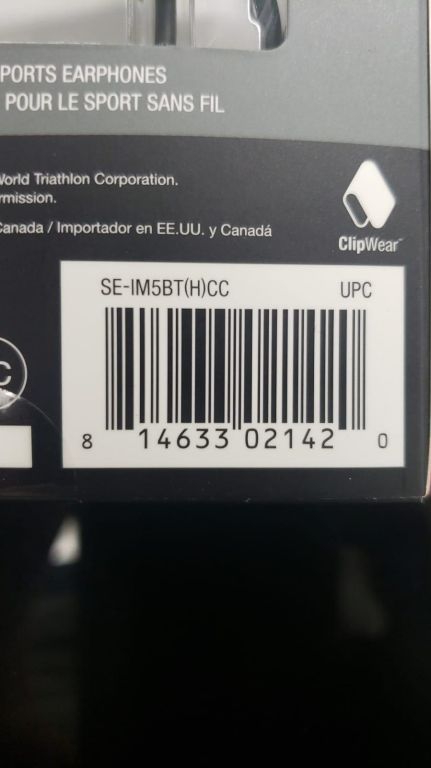 PORTS EARPHONES
POUR LE SPORT SANS FIL
World Triathlon Corporation.
rmission.
Canada / Importador en EE.UU. y Canadá
ClipWear™
SE-IM5BT(H)CC UPC
C
8 14633 02142 0